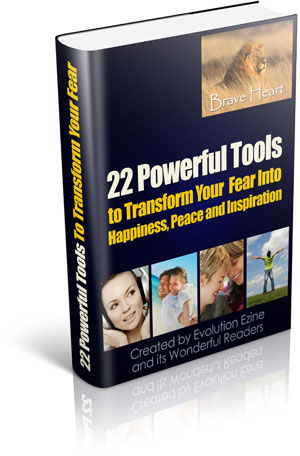 Brave Heart
22 Powerful Tools
to Transform Your Fear Into
Happiness, Peace and Inspiration
Created by Evolution Ezine
and its Wonderful Readers
22 Powerful Tools To Transform Your Fear